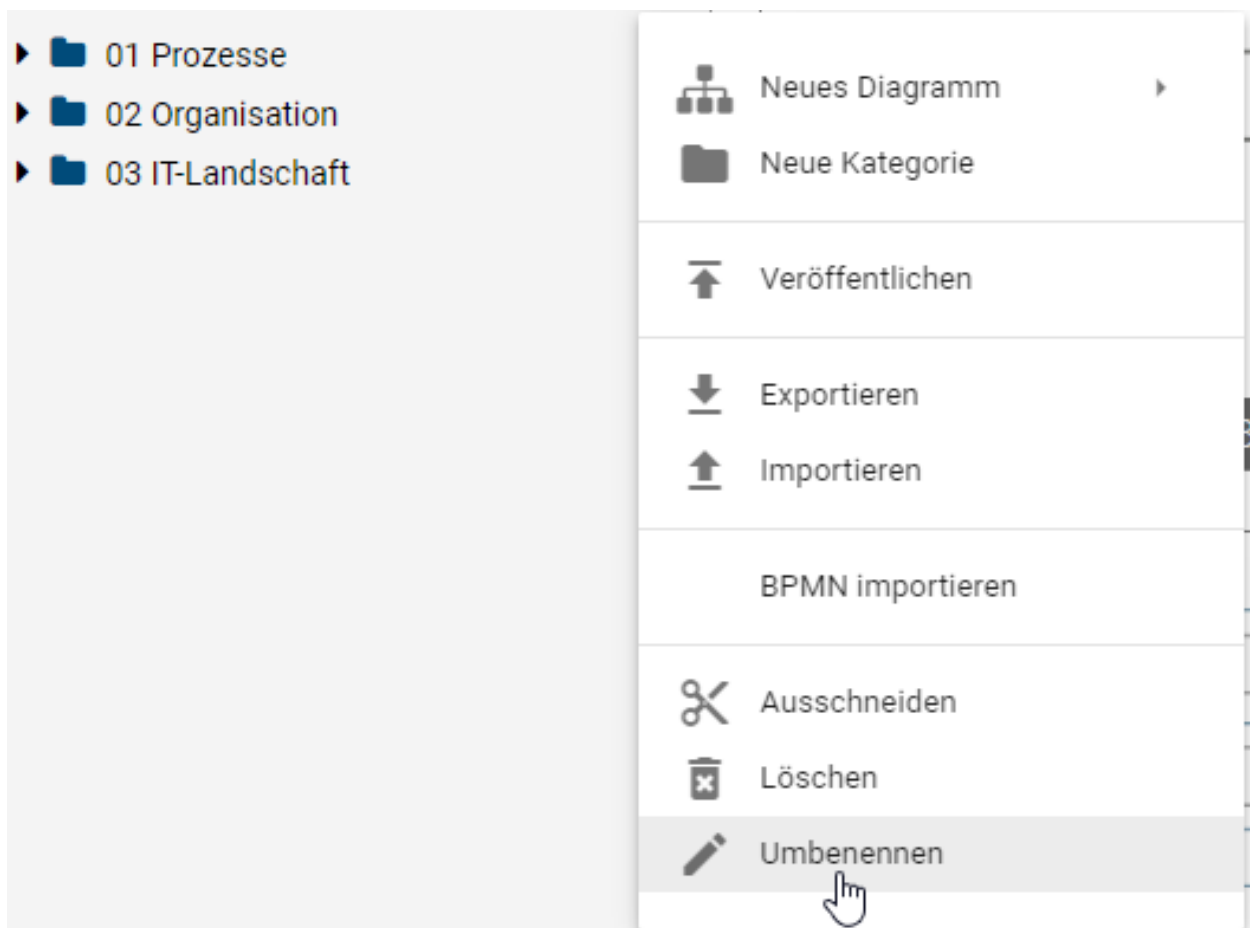 01 Prozesse
02 Organisation
03 IT-Landschaft
Neues Diagramm
Neue Kategorie
Veröffentlichen
Exportieren
Importieren
BPMN importieren
Ausschneiden
Löschen
Umbenennen